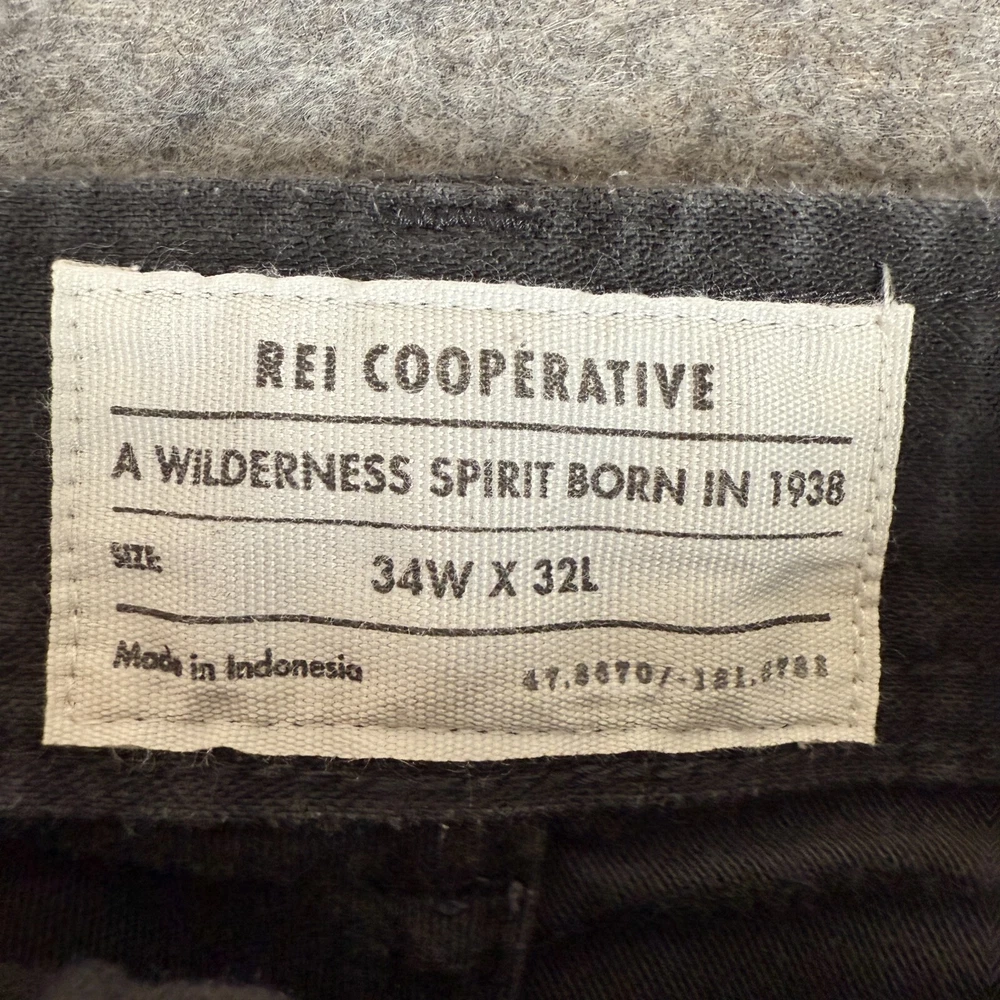 REI COOPERATIVE
A WILDERNESS SPIRIT BORN IN 1938
SIZE 34W X 32L
Made in Indonesia